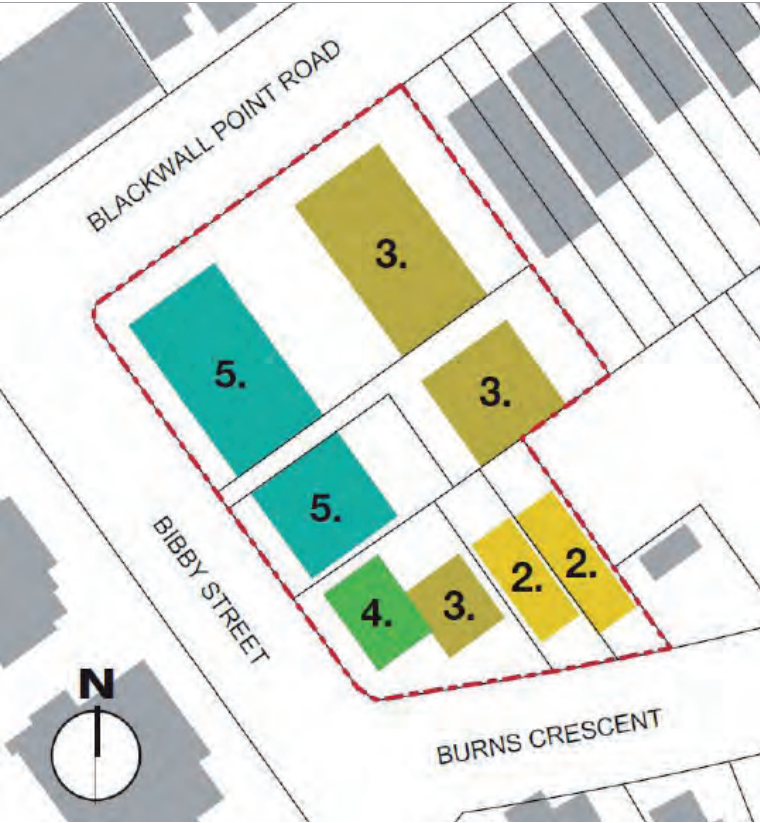 BLACKWALL POINT ROAD
3.
5.
3.
5.
2.
2.
4.
3.
BIBBY STREET
N
BURNS CRESCENT